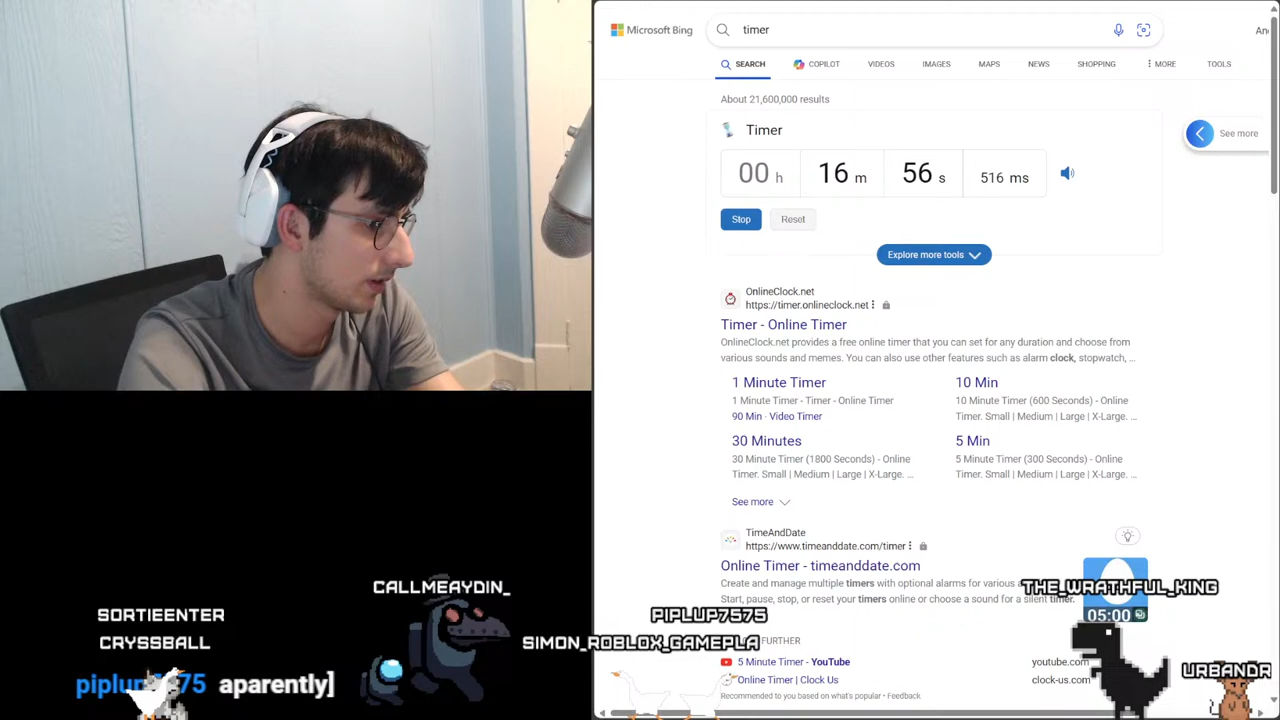 Microsoft Bing
timer
SEARCH
COPILOT
VIDEOS
IMAGES
MAPS
NEWS
SHOPPING
MORE
TOOLS
About 21,600,000 results
Timer
See more
00 h 16 m 56 s 516 ms
Stop
Reset
Explore more tools
OnlineClock.net
https://timer.onlineclock.net
Timer - Online Timer
OnlineClock.net provides a free online timer that you can set for any duration and choose from
various sounds and memes. You can also use other features such as alarm clock, stopwatch, ...
1 Minute Timer
1 Minute Timer - Timer - Online Timer
90 Min · Video Timer
10 Min
10 Minute Timer (600 Seconds) - Online
Timer. Small | Medium | Large | X-Large. ...
30 Minutes
30 Minute Timer (1800 Seconds) - Online
Timer. Small | Medium | Large | X-Large. ...
5 Min
5 Minute Timer (300 Seconds) - Online
Timer. Small | Medium | Large | X-Large. ...
See more
TimeAndDate
https://www.timeanddate.com/timer
Online Timer - timeanddate.com
Create and manage multiple timers with optional alarms for various
Start, pause, stop, or reset your timers online or choose a sound for a silent timer.
05:00
FURTHER
5 Minute Timer - YouTube
youtube.com
Online Timer | Clock Us
clock-us.com
Recommended to you based on what's popular • Feedback
CALLMEAYDIN_
SORTIEENTER
CRYSSBALL
PIPLUP7575
SIMON_ROBLOX_GAMEPLA
THE_WRATHFUL_KING
URBANDR
aparently]